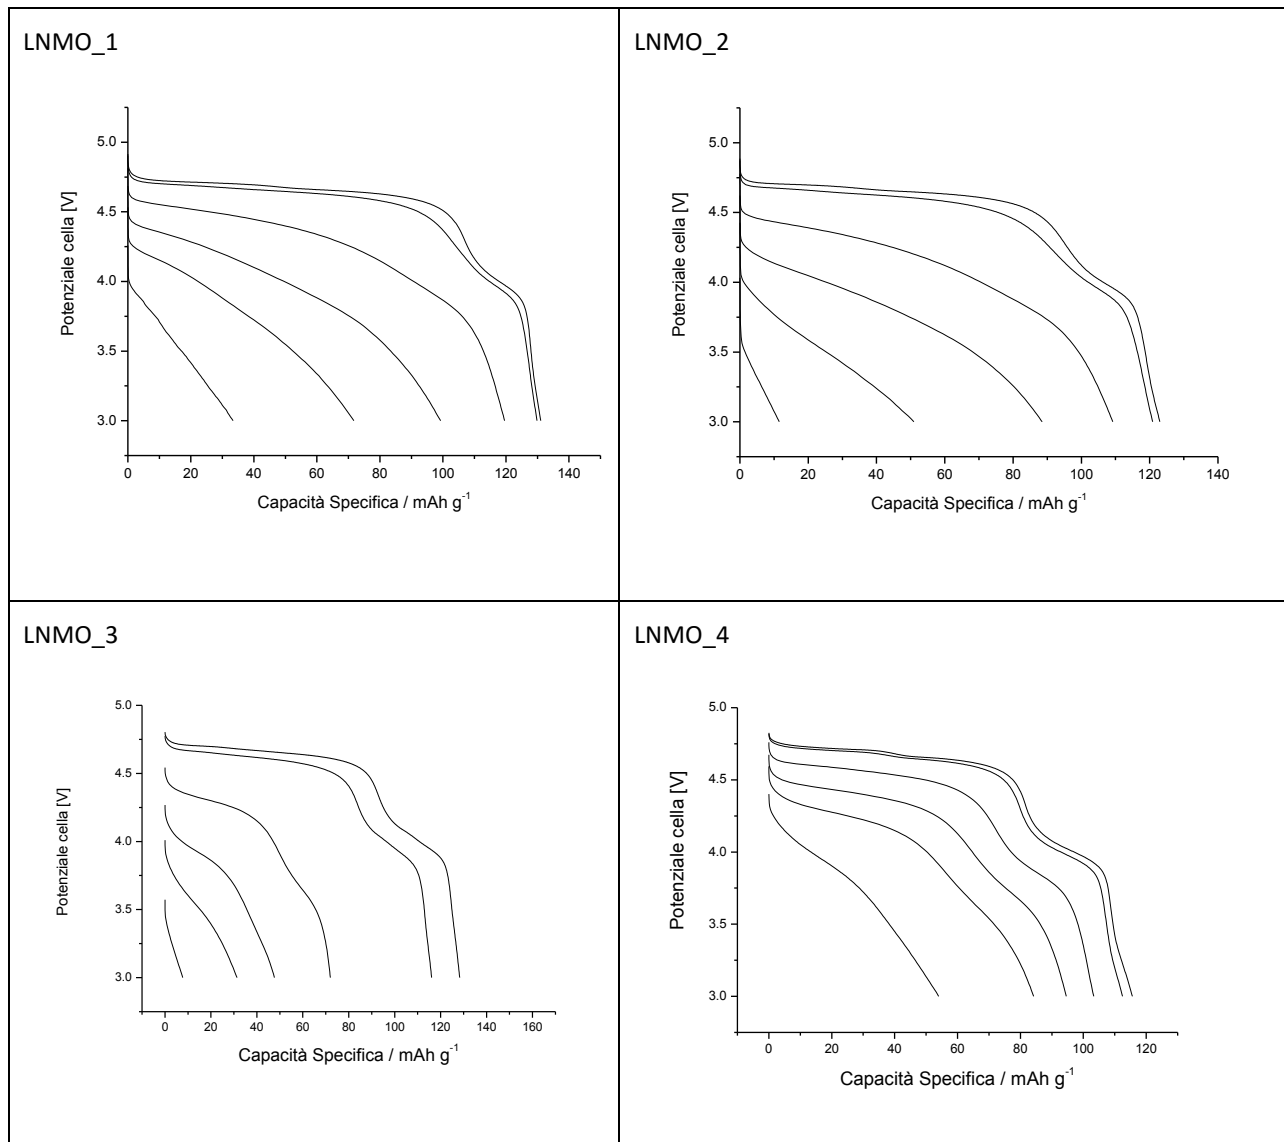 LNMO_1
5.0
4.5
4.0
3.5
3.0
Potenziale cella [V]
0 20 40 60 80 100 120 140
Capacità Specifica / mAh g-1
LNMO_2
5.0
4.5
4.0
3.5
3.0
Potenziale cella [V]
0 20 40 60 80 100 120 140
Capacità Specifica / mAh g-1
LNMO_3
5.0
4.5
4.0
3.5
3.0
Potenziale cella [V]
0 20 40 60 80 100 120 140 160
Capacità Specifica / mAh g-1
LNMO_4
5.0
4.5
4.0
3.5
3.0
Potenziale cella [V]
0 20 40 60 80 100 120
Capacità Specifica / mAh g-1